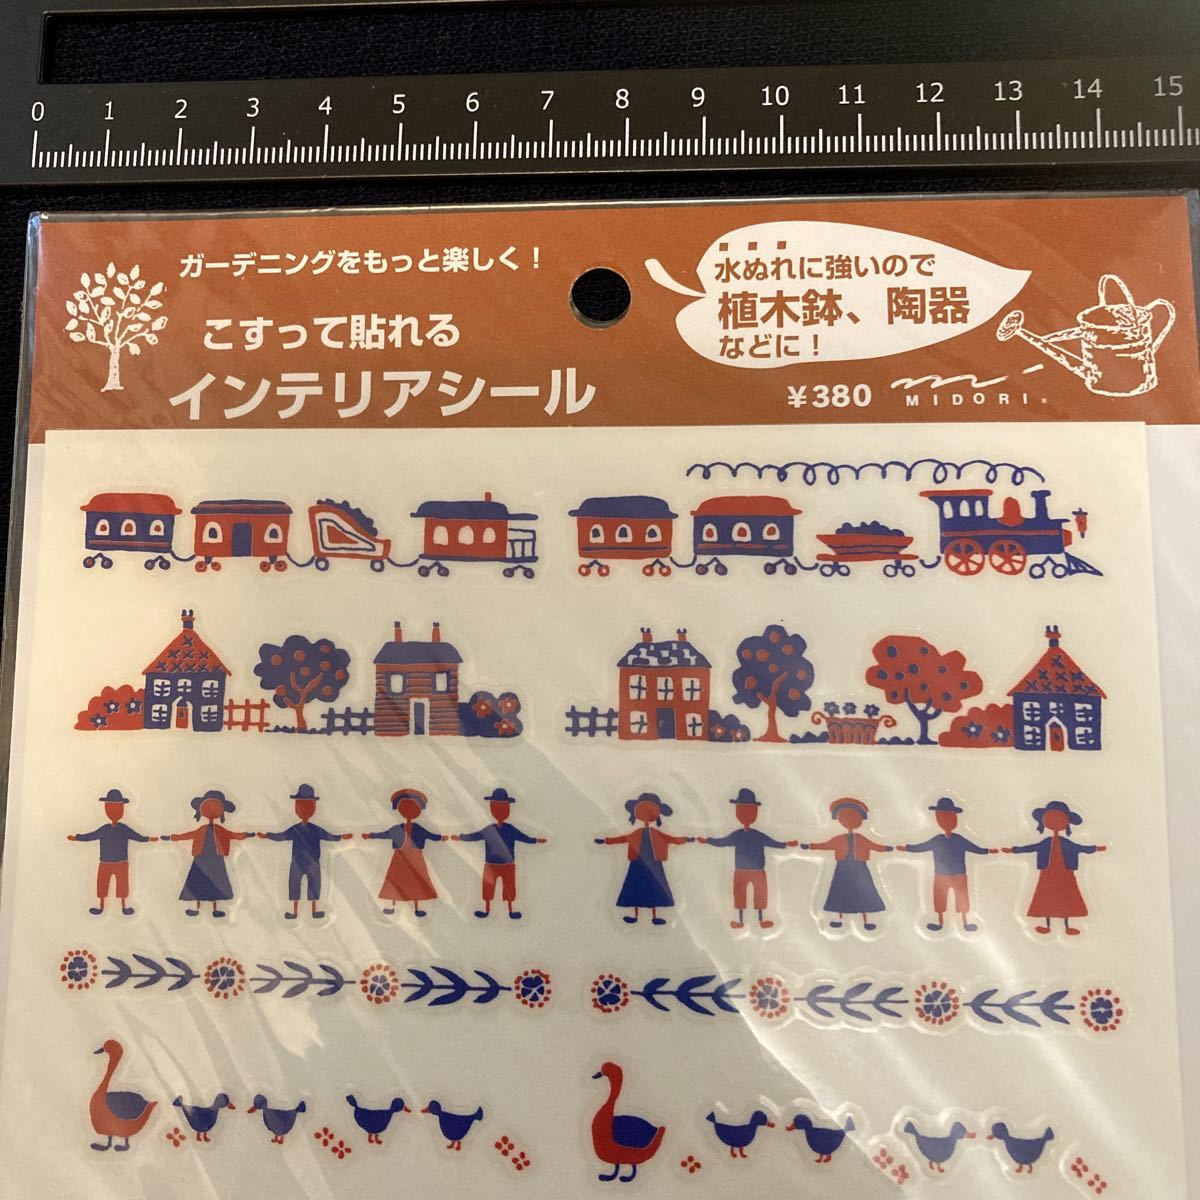 0 1 2 3 4 5 6 7 8 9 10 11 12 13 14 15
ガーデニングをもっと楽しく！
こすって貼れる
インテリアシール
水ぬれに強いので
植木鉢、陶器
などに！
￥380
MIDORI